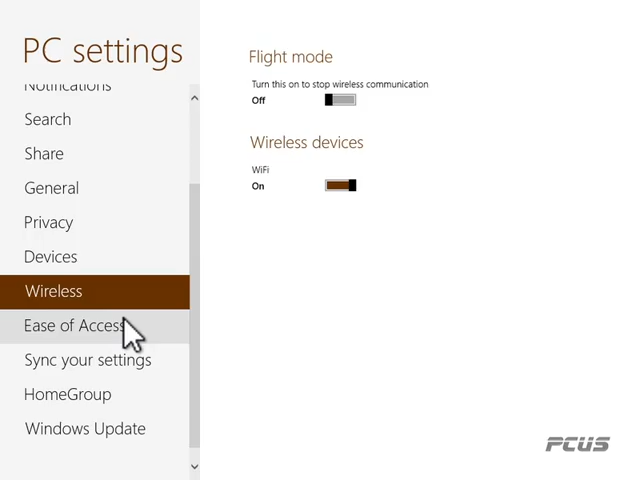 PC settings
Notifications
Search
Share
General
Privacy
Devices
Wireless
Ease of Access
Sync your settings
HomeGroup
Windows Update
Flight mode
Turn this on to stop wireless communication
Off
Wireless devices
WiFi
On
PCUS